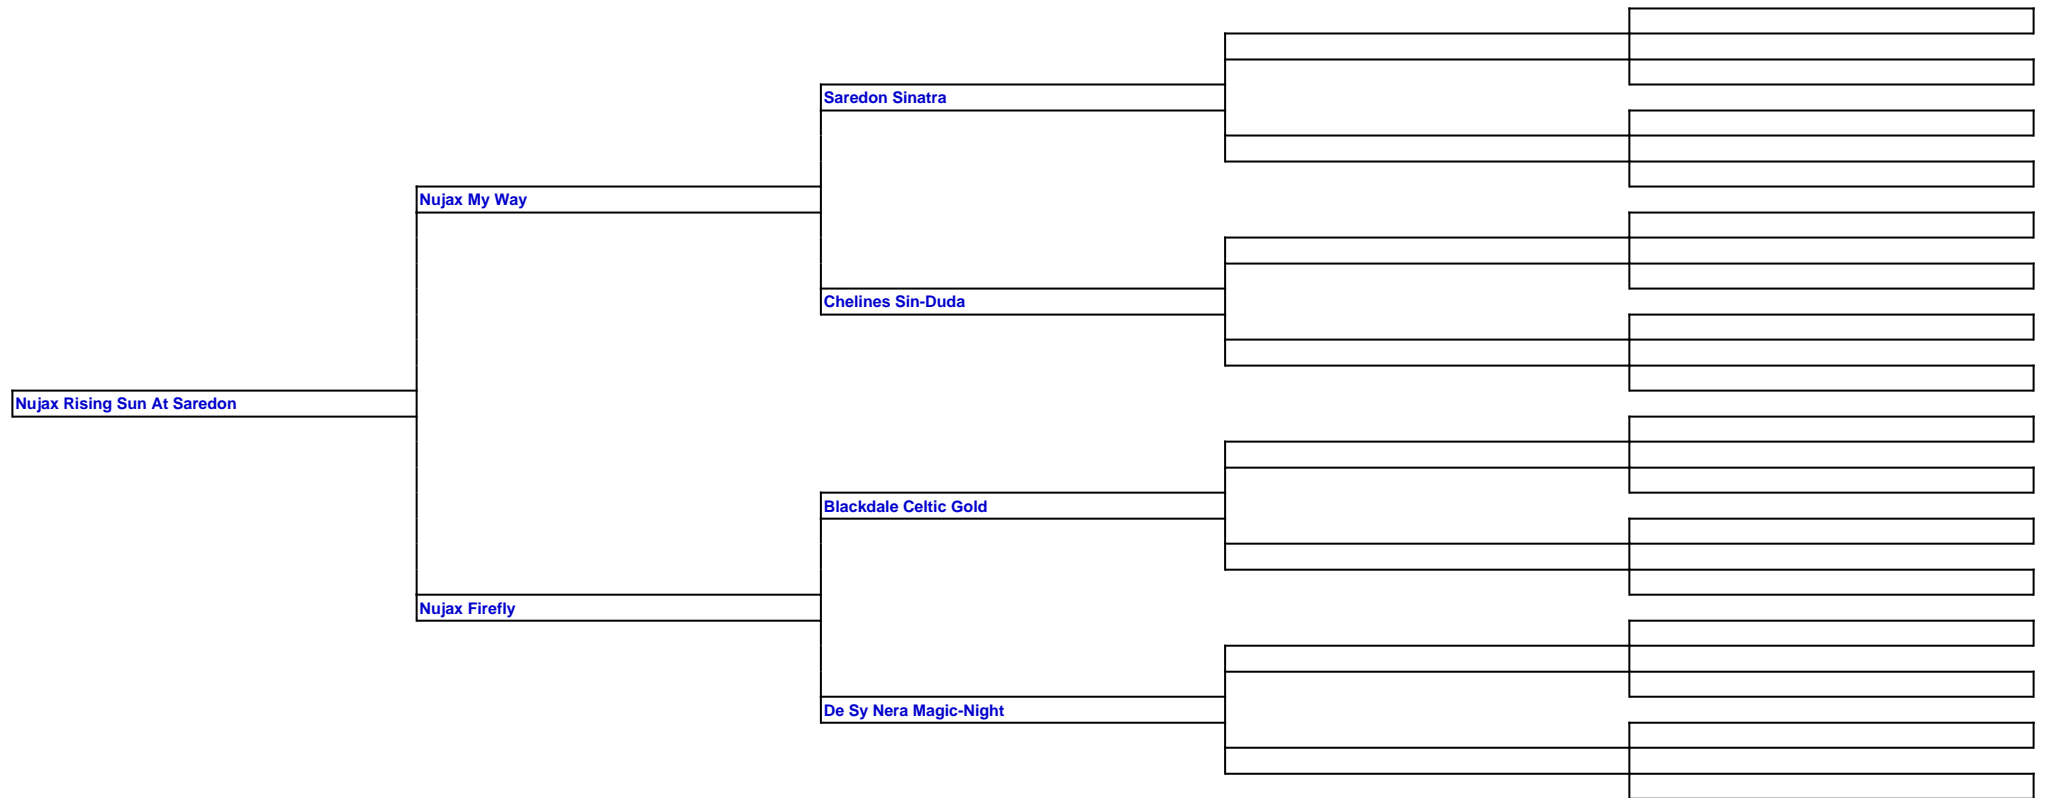 Saredon Sinatra
Nujax My Way
Chelines Sin-Duda
Nujax Rising Sun At Saredon
Blackdale Celtic Gold
Nujax Firefly
De Sy Nera Magic-Night